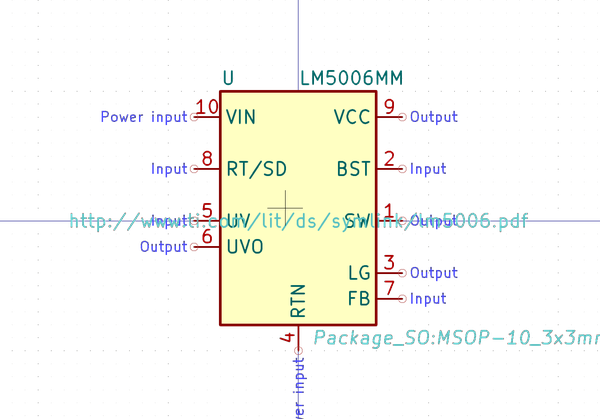 U LM5006MM
10 9
Power input VIN VCC Output
8 2
Input RT/SD BST Input
5 1
Input UV SW Output
http://www.ti.com/lit/ds/symlink/lm5006.pdf
6
Output UVO
3
LG Output
7
FB Input
RTN
4
Package_SO:MSOP-10_3x3m
input